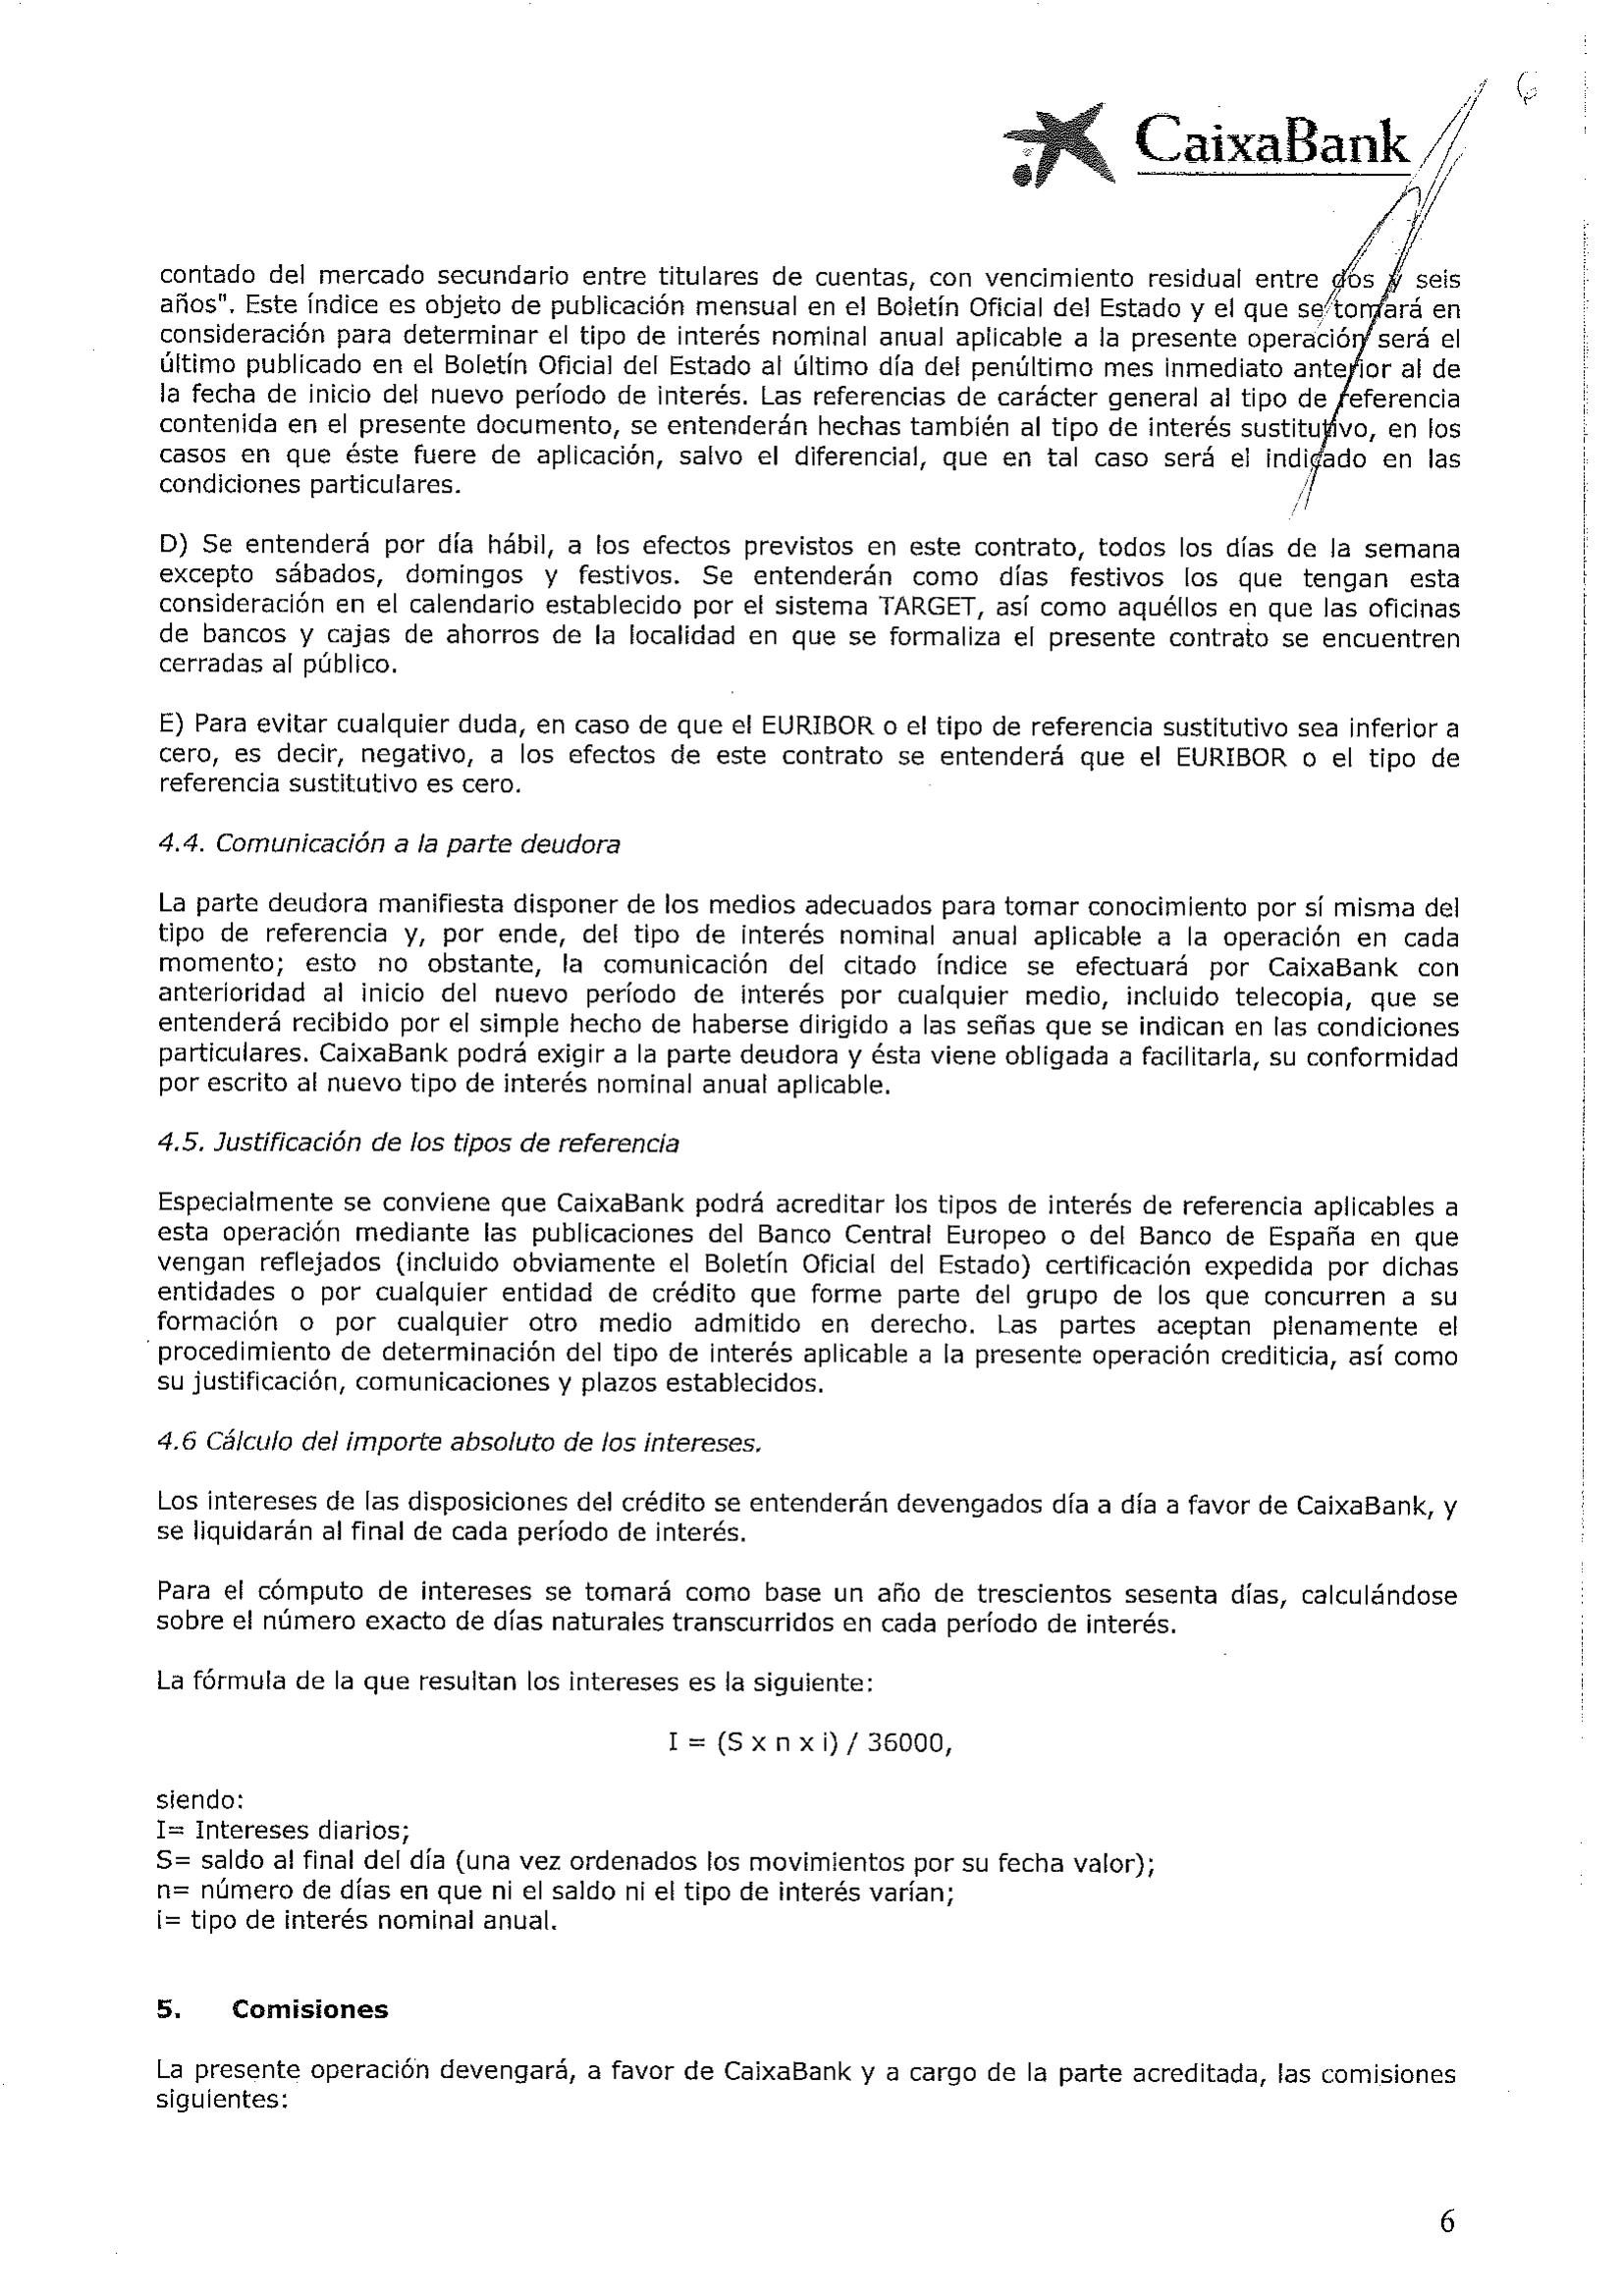 6
CaixaBank
contado del mercado secundario entre titulares de cuentas, con vencimiento residual entre dos y seis
años". Este índice es objeto de publicación mensual en el Boletín Oficial del Estado y el que se tomará en
consideración para determinar el tipo de interés nominal anual aplicable a la presente operación será el
último publicado en el Boletín Oficial del Estado al último día del penúltimo mes inmediato anterior al de
la fecha de inicio del nuevo período de interés. Las referencias de carácter general al tipo de referencia
contenida en el presente documento, se entenderán hechas también al tipo de interés sustitutivo, en los
casos en que éste fuere de aplicación, salvo el diferencial, que en tal caso será el indicado en las
condiciones particulares.
D) Se entenderá por día hábil, a los efectos previstos en este contrato, todos los días de la semana
excepto sábados, domingos y festivos. Se entenderán como días festivos los que tengan esta
consideración en el calendario establecido por el sistema TARGET, así como aquéllos en que las oficinas
de bancos y cajas de ahorros de la localidad en que se formaliza el presente contrato se encuentren
cerradas al público.
E) Para evitar cualquier duda, en caso de que el EURIBOR o el tipo de referencia sustitutivo sea inferior a
cero, es decir, negativo, a los efectos de este contrato se entenderá que el EURIBOR o el tipo de
referencia sustitutivo es cero.
4.4. Comunicación a la parte deudora
La parte deudora manifiesta disponer de los medios adecuados para tomar conocimiento por sí misma del
tipo de referencia y, por ende, del tipo de interés nominal anual aplicable a la operación en cada
momento; esto no obstante, la comunicación del citado índice se efectuará por CaixaBank con
anterioridad al inicio del nuevo período de interés por cualquier medio, incluido telecopia, que se
entenderá recibido por el simple hecho de haberse dirigido a las señas que se indican en las condiciones
particulares. CaixaBank podrá exigir a la parte deudora y ésta viene obligada a facilitarla, su conformidad
por escrito al nuevo tipo de interés nominal anual aplicable.
4.5. Justificación de los tipos de referencia
Especialmente se conviene que CaixaBank podrá acreditar los tipos de interés de referencia aplicables a
esta operación mediante las publicaciones del Banco Central Europeo o del Banco de España en que
vengan reflejados (incluido obviamente el Boletín Oficial del Estado) certificación expedida por dichas
entidades o por cualquier entidad de crédito que forme parte del grupo de los que concurren a su
formación o por cualquier otro medio admitido en derecho. Las partes aceptan plenamente el
procedimiento de determinación del tipo de interés aplicable a la presente operación crediticia, así como
su justificación, comunicaciones y plazos establecidos.
4.6 Cálculo del importe absoluto de los intereses.
Los intereses de las disposiciones del crédito se entenderán devengados día a día a favor de CaixaBank, y
se liquidarán al final de cada período de interés.
Para el cómputo de intereses se tomará como base un año de trescientos sesenta días, calculándose
sobre el número exacto de días naturales transcurridos en cada período de interés.
La fórmula de la que resultan los intereses es la siguiente:
I = (S x n x i) / 36000,
siendo:
I= Intereses diarios;
S= saldo al final del día (una vez ordenados los movimientos por su fecha valor);
n= número de días en que ni el saldo ni el tipo de interés varían;
i= tipo de interés nominal anual.
5. Comisiones
La presente operación devengará, a favor de CaixaBank y a cargo de la parte acreditada, las comisiones
siguientes:
6